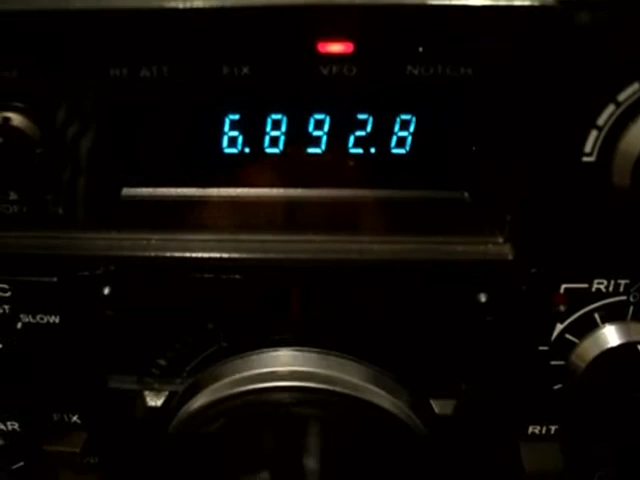 RF ATT FIX VFO NOTCH
6.892.8
RIT
SLOW
FIX
RIT